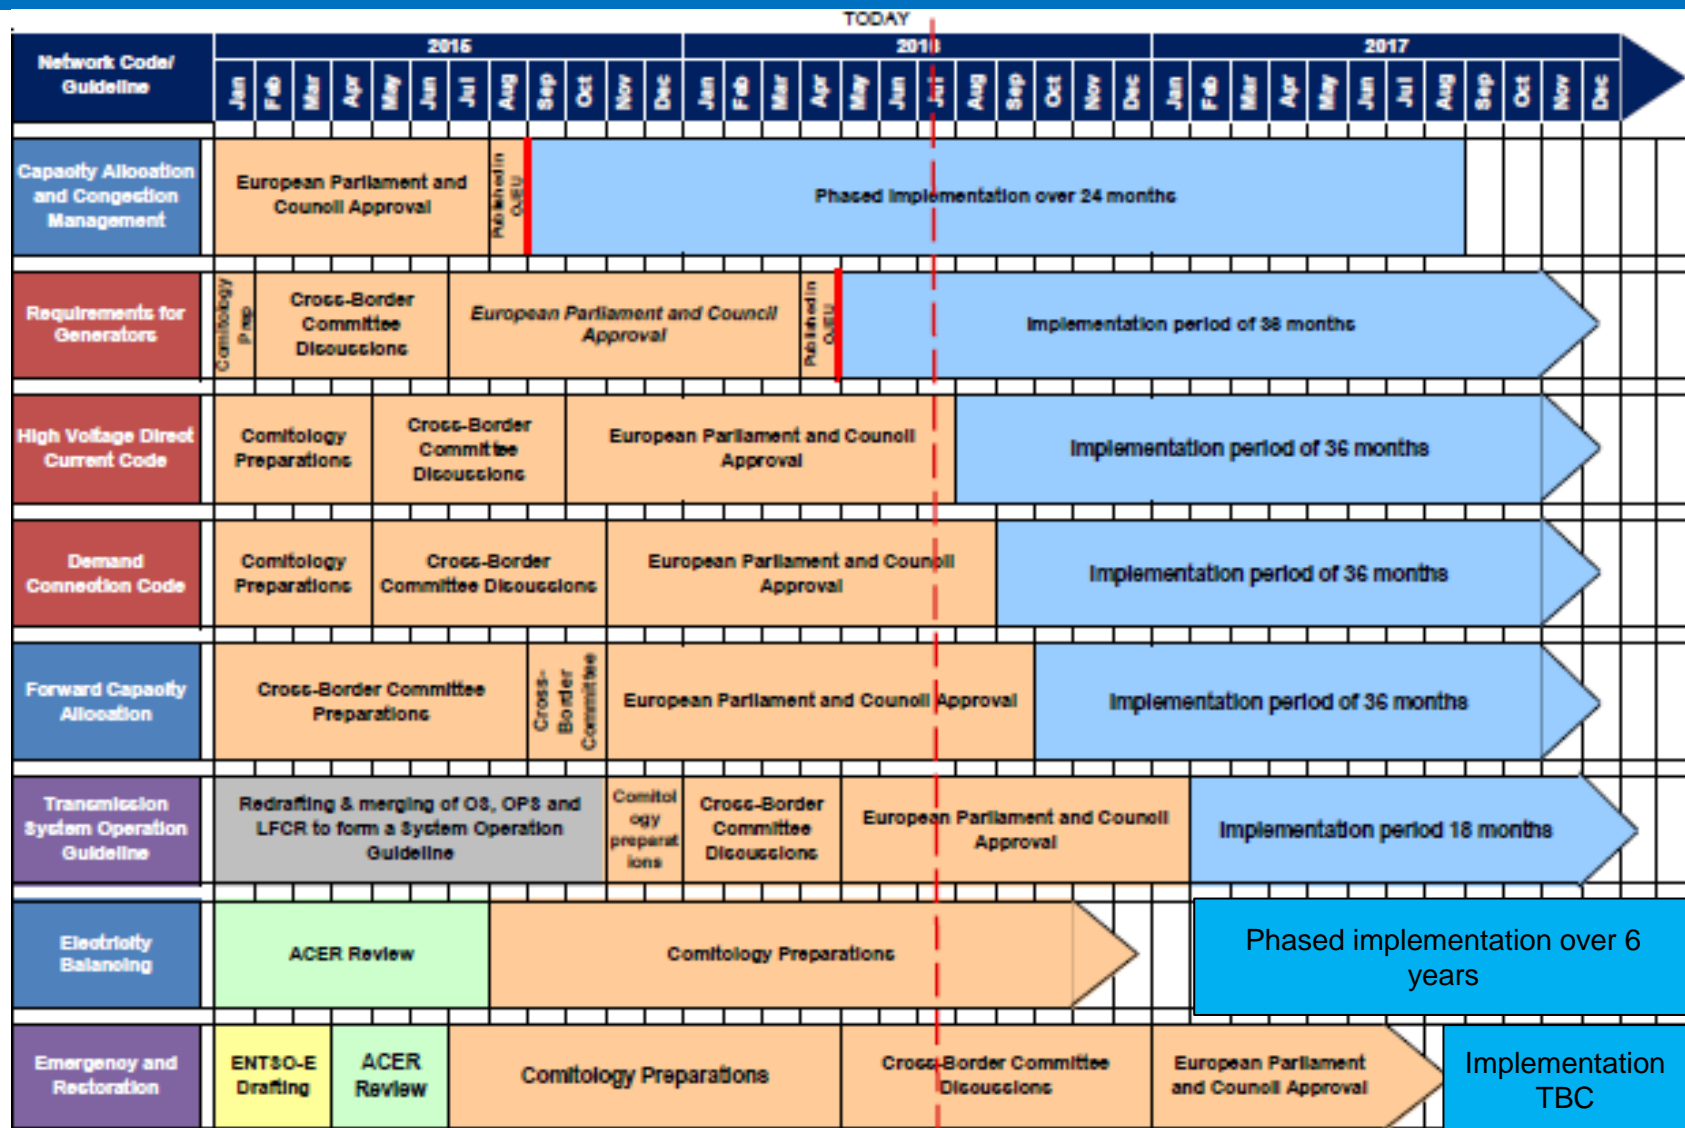 TODAY
Network Code/
Guideline
2015
2016
2017
Jan Feb Mar Apr May Jun Jul Aug Sep Oct Nov Dec Jan Feb Mar Apr May Jun Jul Aug Sep Oct Nov Dec Jan Feb Mar Apr May Jun Jul Aug Sep Oct Nov Dec
Capacity Allocation
and Congestion
Management
European Parliament and
Council Approval
Published in
OJEU
Phased Implementation over 24 months
Requirements for
Generators
Comitology
Prep
Cross-Border
Committee
Discussions
European Parliament and Council
Approval
Published in
OJEU
Implementation period of 36 months
High Voltage Direct
Current Code
Comitology
Preparations
Cross-Border
Committee
Discussions
European Parliament and Council
Approval
Implementation period of 36 months
Demand
Connection Code
Comitology
Preparations
Cross-Border
Committee Discussions
European Parliament and Council
Approval
Implementation period of 36 months
Forward Capacity
Allocation
Cross-Border Committee
Preparations
Cross-
Border
Committee
European Parliament and Council Approval
Implementation period of 36 months
Transmission
System Operation
Guideline
Redrafting & merging of OS, OPS and
LFCR to form a System Operation
Guideline
Comitol
ogy
preparat
ions
Cross-Border
Committee
Discussions
European Parliament and Council
Approval
Implementation period 18 months
Electricity
Balancing
ACER Review
Comitology Preparations
Phased implementation over 6
years
Emergency and
Restoration
ENTSO-E
Drafting
ACER
Review
Comitology Preparations
Cross-Border Committee
Discussions
European Parliament
and Council Approval
Implementation
TBC